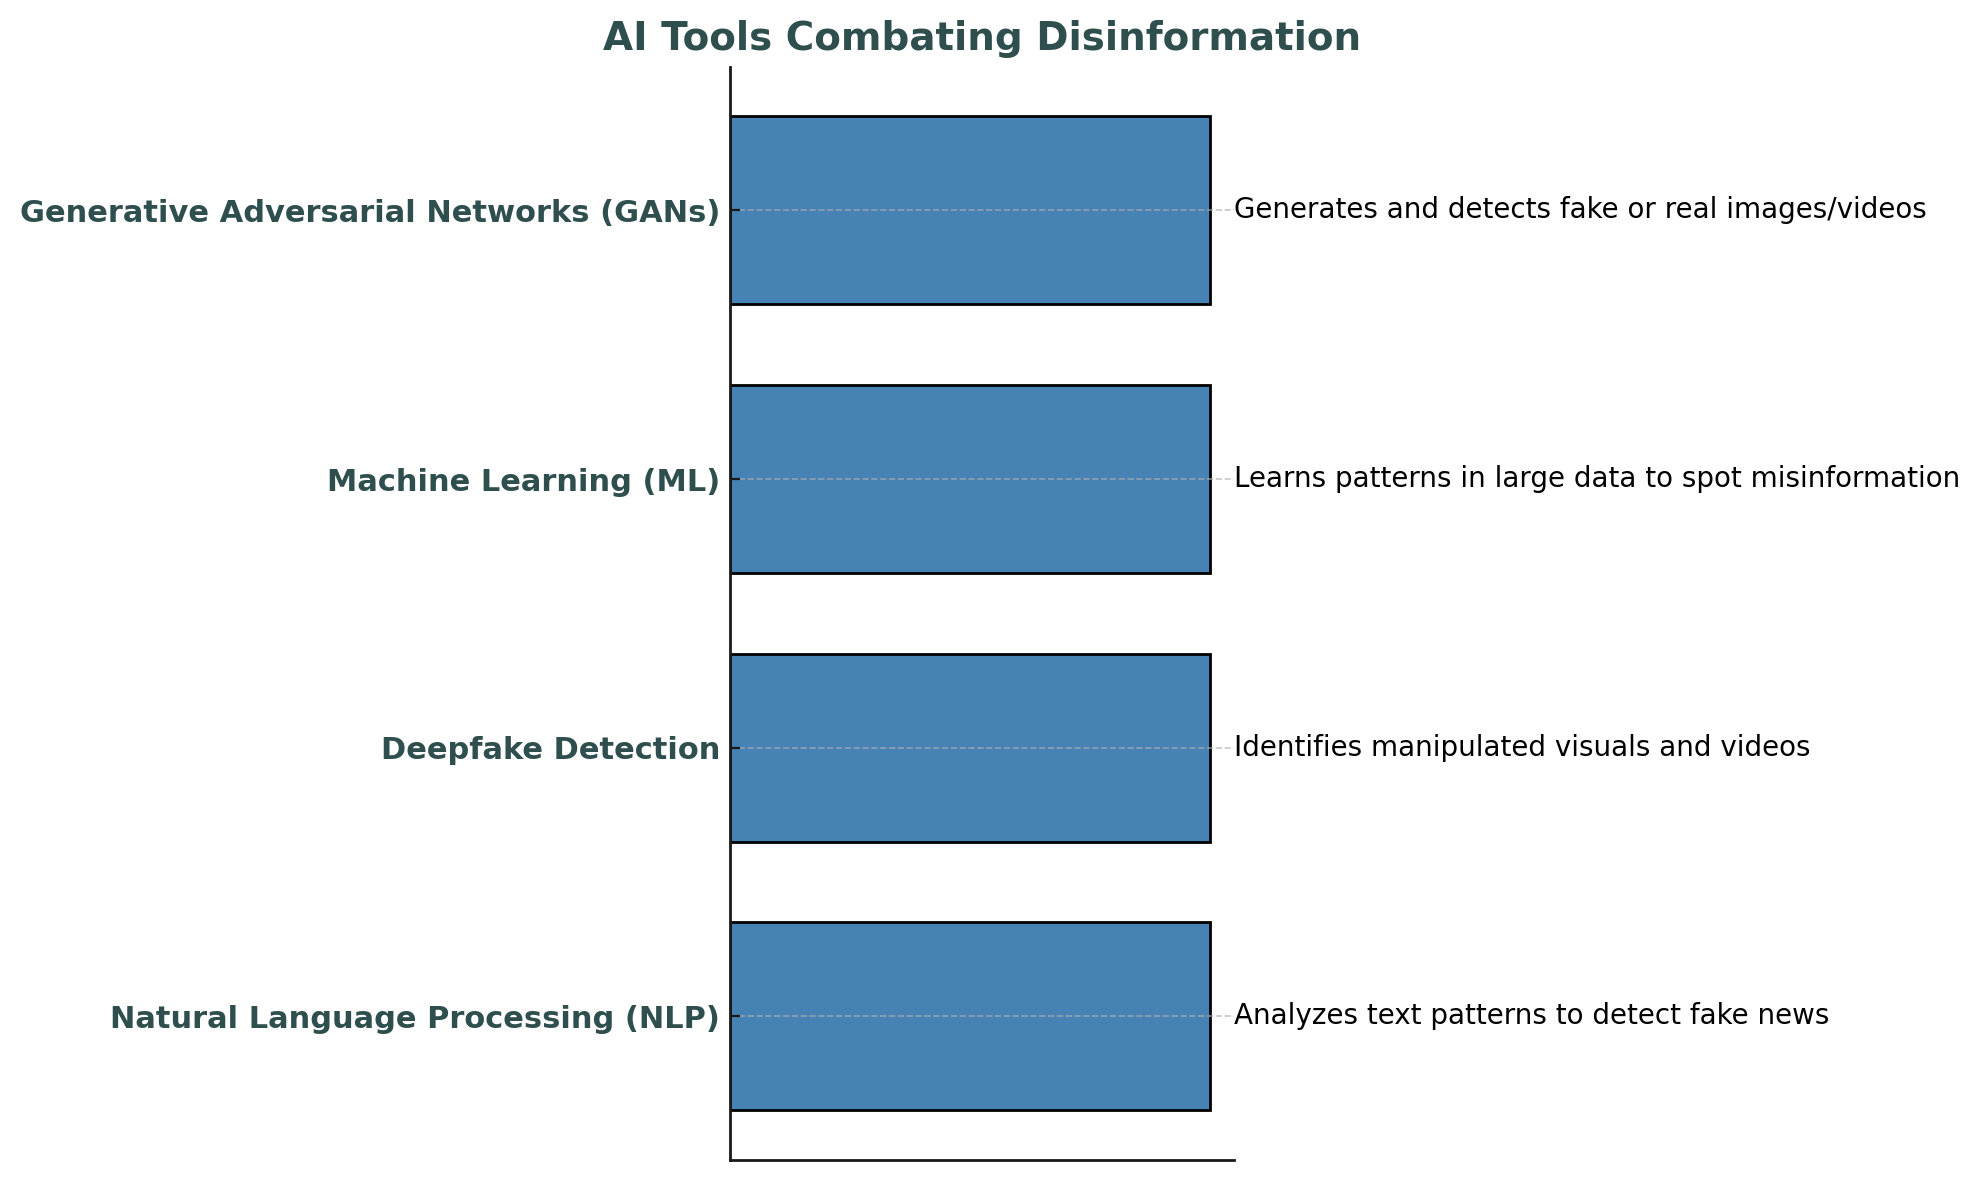 AI Tools Combating Disinformation
Generative Adversarial Networks (GANs)
Generates and detects fake or real images/videos
Machine Learning (ML)
Learns patterns in large data to spot misinformation
Deepfake Detection
Identifies manipulated visuals and videos
Natural Language Processing (NLP)
Analyzes text patterns to detect fake news